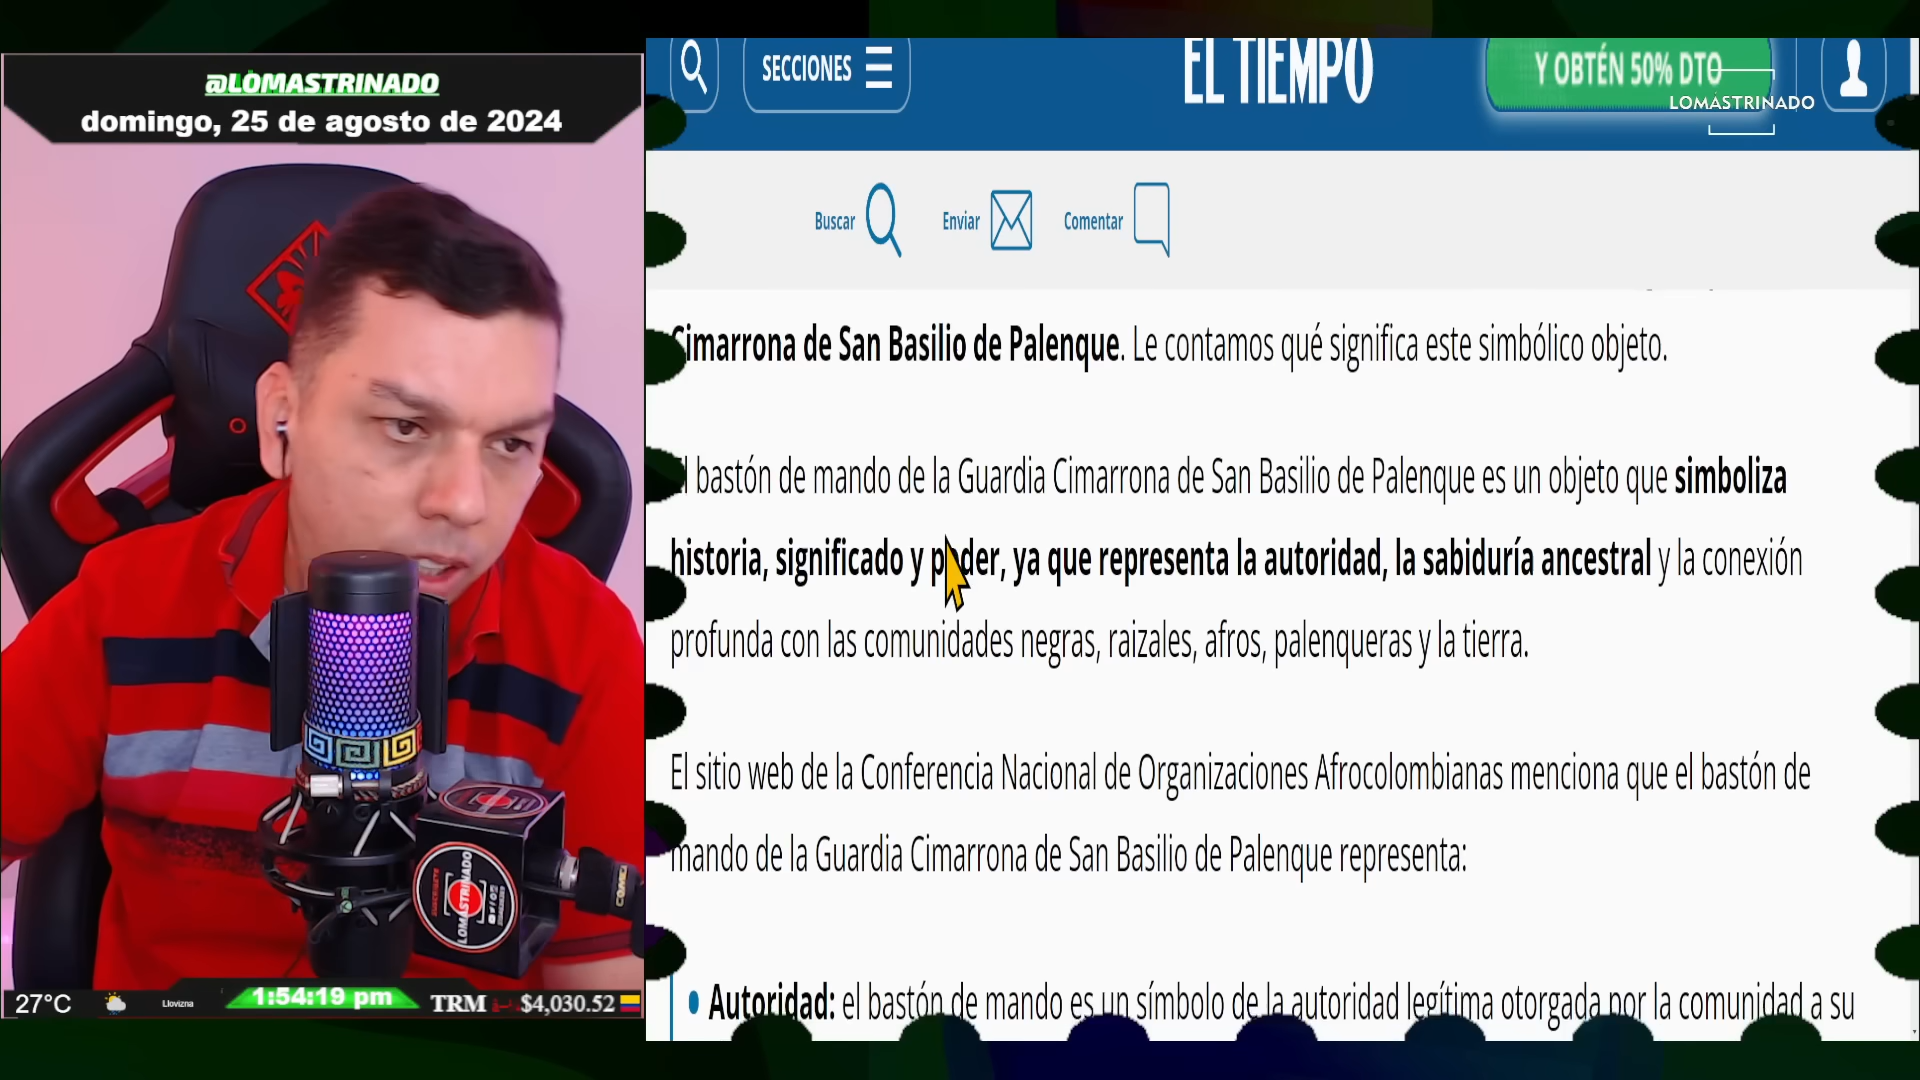 @LOMASTRINADO
domingo, 25 de agosto de 2024
SECCIONES
EL TIEMPO
Y OBTÉN 50% DTO
LOMASTRINADO
Buscar
Enviar
Comentar
Cimarrona de San Basilio de Palenque. Le contamos qué significa este simbólico objeto.
El bastón de mando de la Guardia Cimarrona de San Basilio de Palenque es un objeto que simboliza
historia, significado y poder, ya que representa la autoridad, la sabiduría ancestral y la conexión
profunda con las comunidades negras, raizales, afros, palenqueras y la tierra.
El sitio web de la Conferencia Nacional de Organizaciones Afrocolombianas menciona que el bastón de
mando de la Guardia Cimarrona de San Basilio de Palenque representa:
• Autoridad: el bastón de mando es un símbolo de la autoridad legítima otorgada por la comunidad a su
LOMASTRINADO
27°C
Llovizna
1:54:19 pm
TRM
$4,030.52